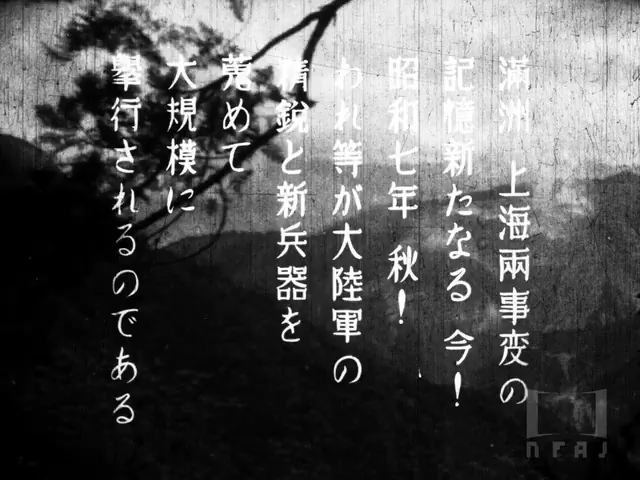 満洲 上海兩事変の
記憶新たなる 今!
昭和七年 秋!
われ等が大陸軍の
精鋭と新兵器を
蒐めて
大規模に
擧行されるのである
NFAJ